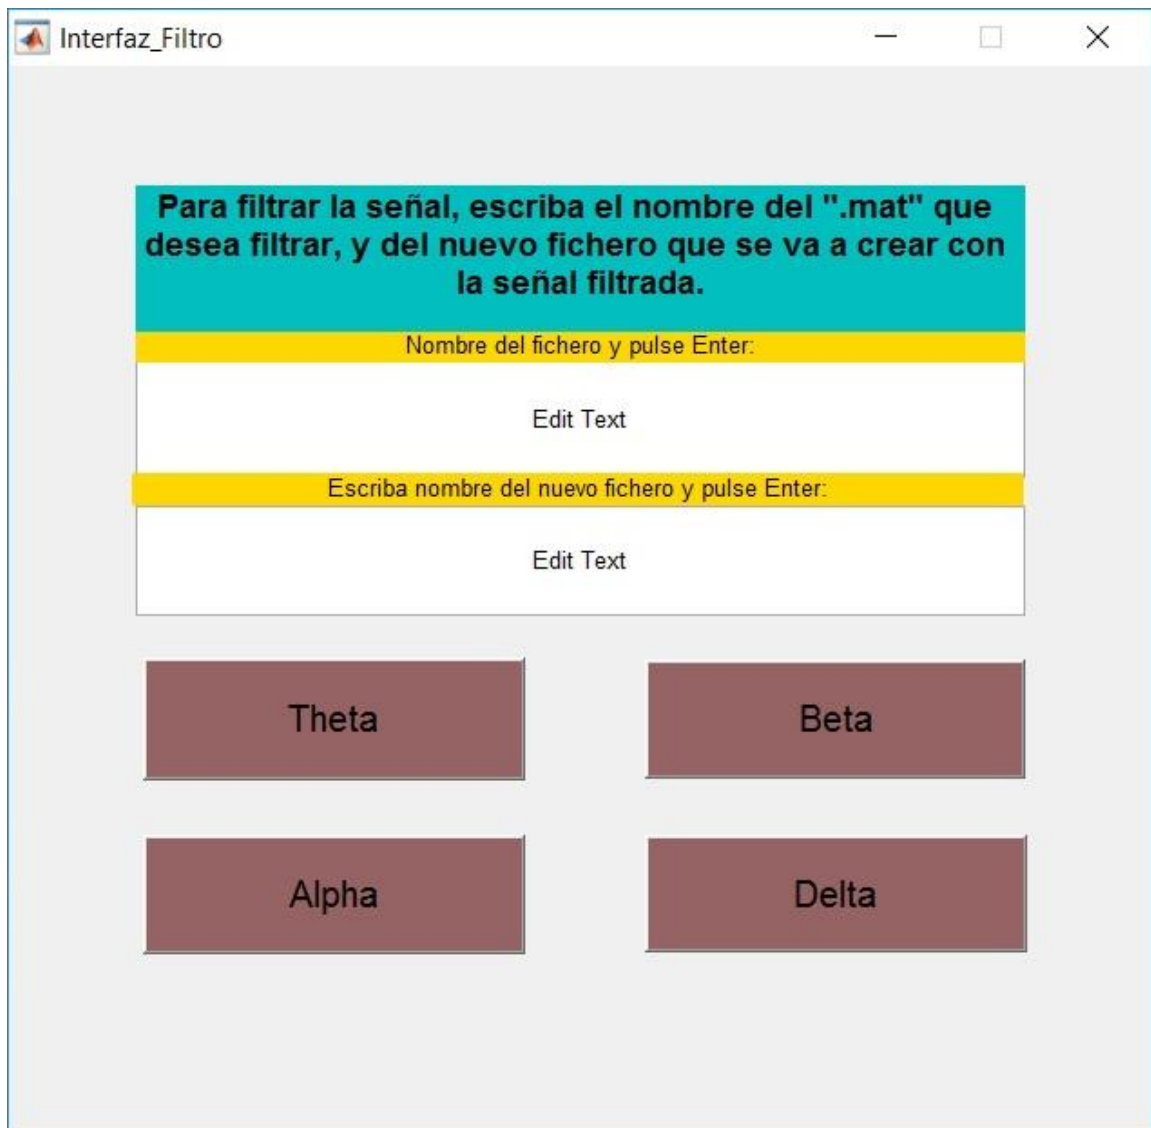 Interfaz_Filtro
Para filtrar la señal, escriba el nombre del ".mat" que
desea filtrar, y del nuevo fichero que se va a crear con
la señal filtrada.
Nombre del fichero y pulse Enter:
Edit Text
Escriba nombre del nuevo fichero y pulse Enter:
Edit Text
Theta
Beta
Alpha
Delta